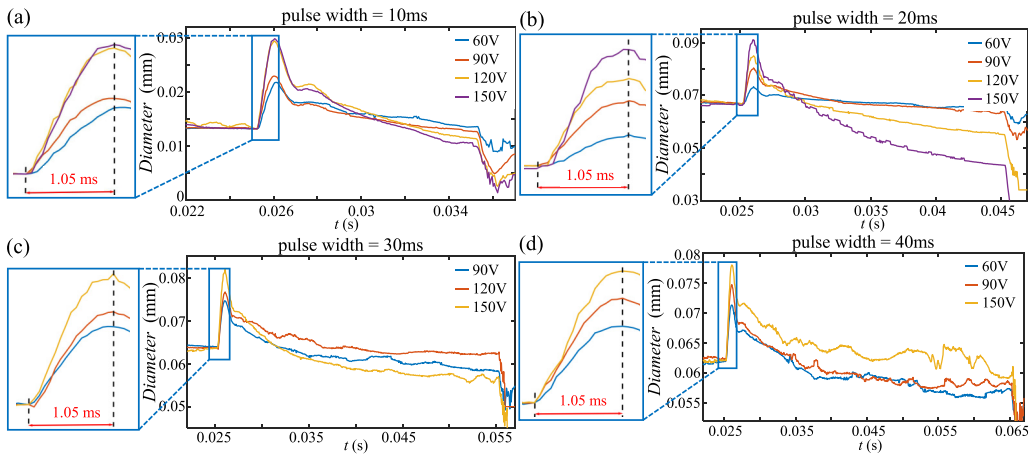 (a)
pulse width = 10ms
0.03
0.02
0.01
0
Diameter (mm)
60V
90V
120V
150V
1.05 ms
0.022
0.026
0.03
0.034
t (s)
(b)
pulse width = 20ms
0.09
0.07
0.05
0.03
Diameter (mm)
60V
90V
120V
150V
1.05 ms
0.025
0.03
0.035
0.04
0.045
t (s)
(c)
pulse width = 30ms
0.08
0.07
0.06
0.05
Diameter (mm)
90V
120V
150V
1.05 ms
0.025
0.035
0.045
0.055
t (s)
(d)
pulse width = 40ms
0.08
0.075
0.07
0.065
0.06
0.055
Diameter (mm)
60V
90V
150V
1.05 ms
0.025
0.035
0.045
0.055
0.065
t (s)